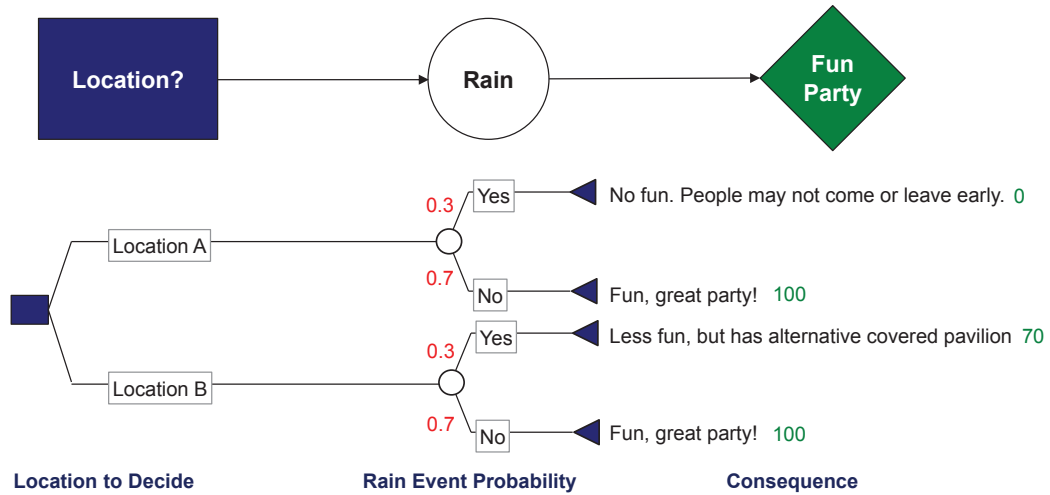 Location?
Rain
Fun
Party
Yes
No fun. People may not come or leave early. 0
0.3
Location A
0.7
No
Fun, great party! 100
Yes
Less fun, but has alternative covered pavilion 70
0.3
Location B
0.7
No
Fun, great party! 100
Location to Decide
Rain Event Probability
Consequence